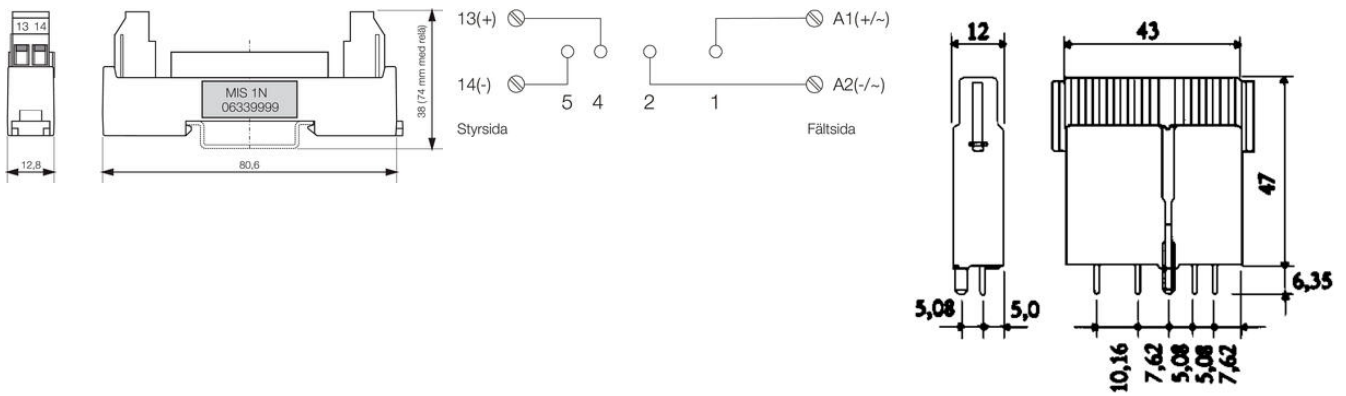 13 14
12,8
MIS 1N
06339999
80,6
38 (74 mm med relä)
13(+)
A1(+/~)
14(-)
A2(-/~)
5 4 2 1
Styrsida
Fältsida
12
43
47
6,35
5,08
5,0
10,16
7,62
5,08
5,08
7,62